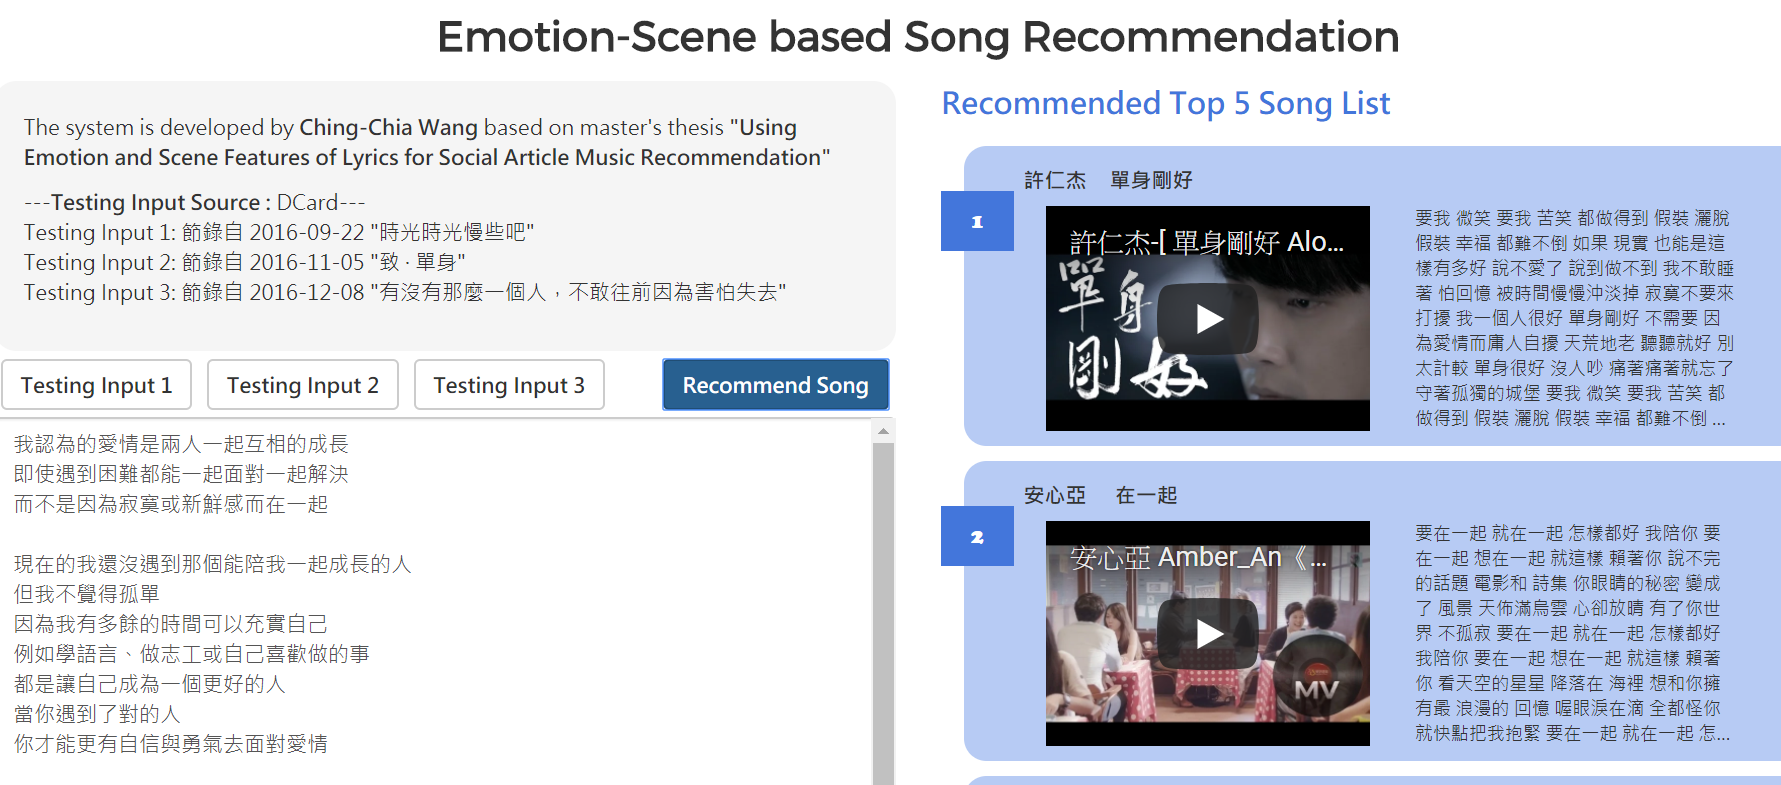 Emotion-Scene based Song Recommendation
The system is developed by Ching-Chia Wang based on master's thesis "Using
Emotion and Scene Features of Lyrics for Social Article Music Recommendation"
---Testing Input Source : DCard---
Testing Input 1: 節錄自 2016-09-22 "時光時光慢些吧"
Testing Input 2: 節錄自 2016-11-05 "致 · 單身"
Testing Input 3: 節錄自 2016-12-08 "有沒有那麼一個人，不敢往前因為害怕失去"
Testing Input 1
Testing Input 2
Testing Input 3
Recommend Song
我認為的愛情是兩人一起互相的成長
即使遇到困難都能一起面對一起解決
而不是因為寂寞或新鮮感而在一起
現在的我還沒遇到那個能陪我一起成長的人
但我不覺得孤單
因為我有多餘的時間可以充實自己
例如學語言、做志工或自己喜歡做的事
都是讓自己成為一個更好的人
當你遇到了對的人
你才能更有自信與勇氣去面對愛情
Recommended Top 5 Song List
1
許仁杰 單身剛好
許仁杰-[ 單身剛好 Alo...
單身
剛好
要我 微笑 要我 苦笑 都做得到 假裝 灑脫
假裝 幸福 都難不倒 如果 現實 也能是這
樣有多好 說不愛了 說到做不到 我不敢睡
著 怕回憶 被時間慢慢沖淡掉 寂寞不要來
打擾 我一個人很好 單身剛好 不需要 因
為愛情而庸人自擾 天荒地老 聽聽就好 別
太計較 單身很好 沒人吵 痛著痛著就忘了
守著孤獨的城堡 要我 微笑 要我 苦笑 都
做得到 假裝 灑脫 假裝 幸福 都難不倒 ...
2
安心亞 在一起
安心亞 Amber_An《 ...
MV
要在一起 就在一起 怎樣都好 我陪你 要
在一起 想在一起 就這樣 賴著你 說不完
的話題 電影和 詩集 你眼睛的秘密 變成
了 風景 天佈滿烏雲 心卻放晴 有了你世
界 不孤寂 要在一起 就在一起 怎樣都好
我陪你 要在一起 想在一起 就這樣 賴著
你 看天空的星星 降落在 海裡 想和你擁
有最 浪漫的 回憶 喔眼淚在滴 全都怪你
就快點把我抱緊 要在一起 就在一起 怎...